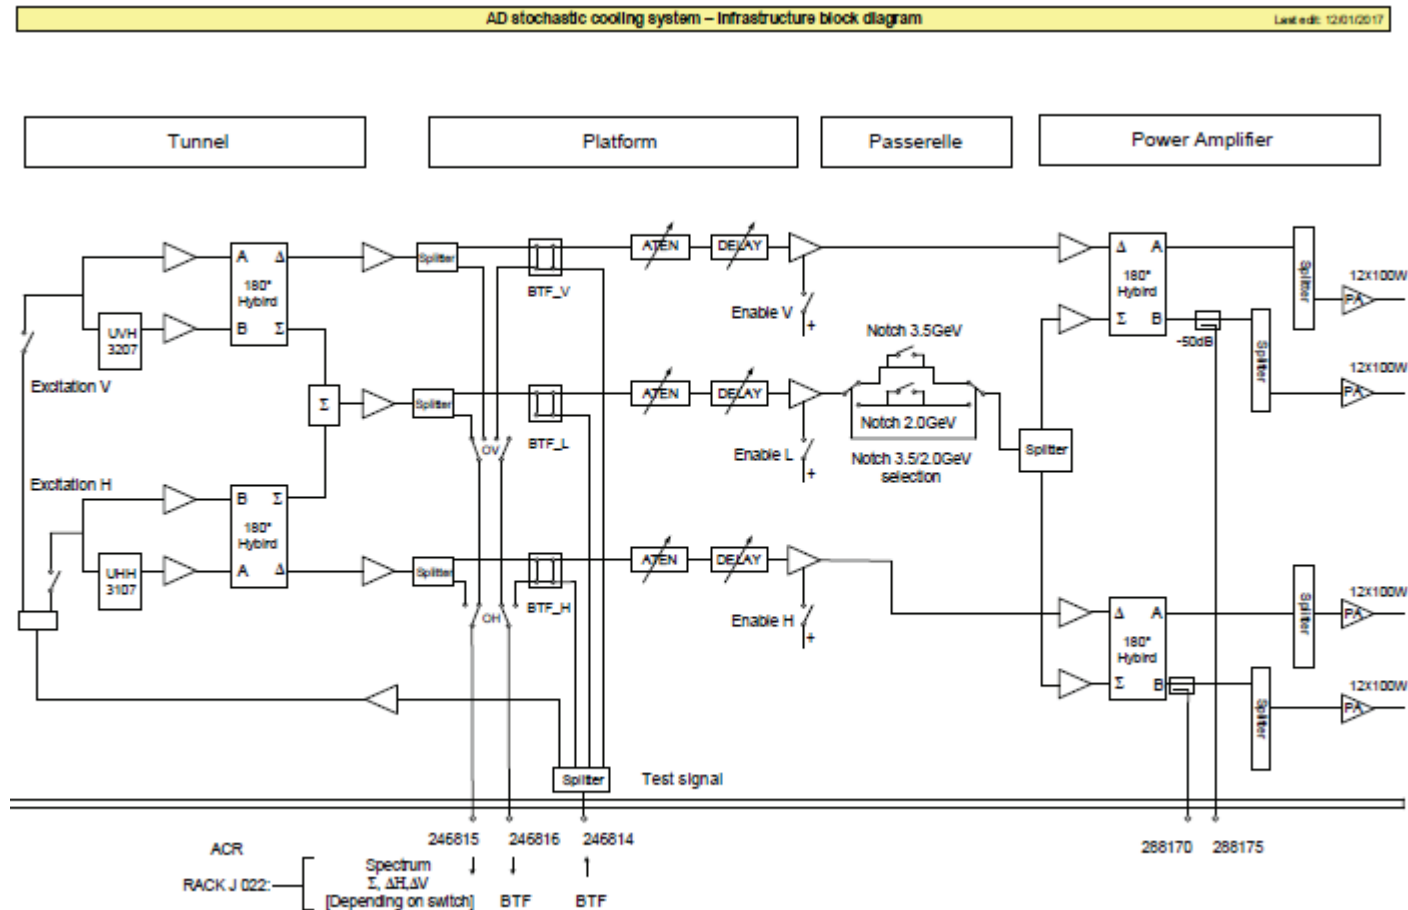 AD stochastic cooling system – Infrastructure block diagram
Last edit: 12/01/2017
Tunnel
Platform
Passerelle
Power Amplifier
A Δ
180°
Hybird
B Σ
UVH
3207
Excitation V
Splitter
BTF_V
ATEN
DELAY
Enable V
+
Δ A
180°
Hybird
Σ B
-50dB
Splitter
12X100W
PA
Splitter
12X100W
PA
Σ
Splitter
BTF_L
OV
ATEN
DELAY
Enable L
+
Notch 3.5GeV
Notch 2.0GeV
Notch 3.5/2.0GeV
selection
Splitter
Excitation H
B Σ
180°
Hybird
A Δ
UHH
3107
Splitter
BTF_H
OH
ATEN
DELAY
Enable H
+
Δ A
180°
Hybird
Σ B
Splitter
12X100W
PA
Splitter
12X100W
PA
Splitter
Test signal
246815
246816
246814
288170
288175
ACR
RACK J 022:
Spectrum
Σ, ΔH,ΔV
[Depending on switch]
BTF
BTF